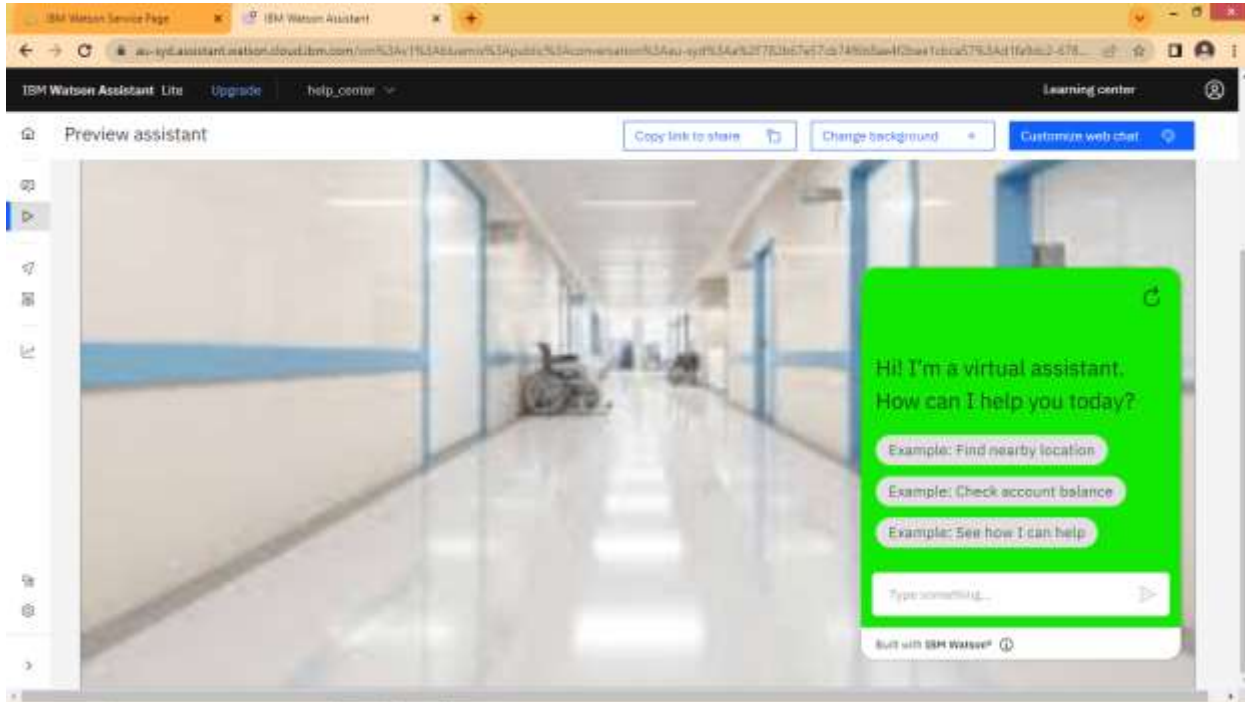 IBM Watson Service Page
IBM Watson Assistant
IBM Watson Assistant Lite Upgrade help_center Learning center
Preview assistant Copy link to share Change background + Customize web chat
Hi! I'm a virtual assistant.
How can I help you today?
Example: Find nearby location
Example: Check account balance
Example: See how I can help
Type something...
Built with IBM Watson®